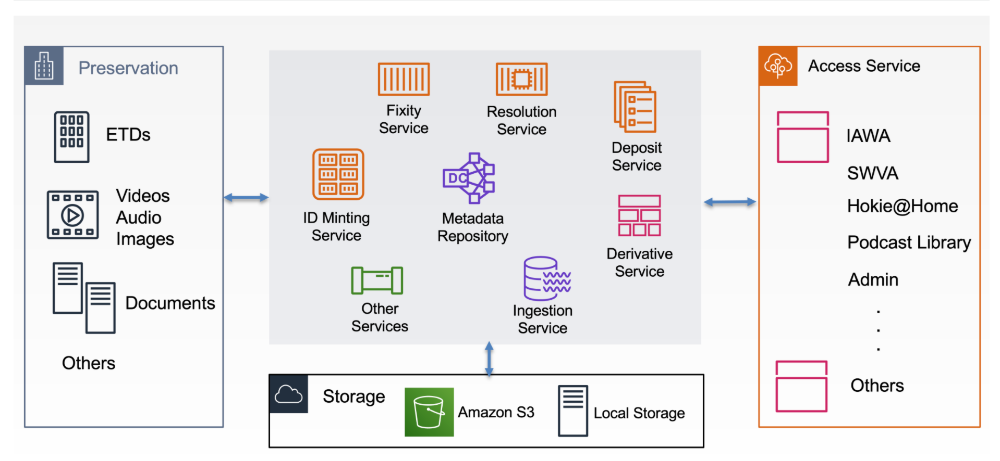 Preservation
ETDs
Videos
Audio
Images
Documents
Others
Fixity
Service
Resolution
Service
Deposit
Service
ID Minting
Service
DC
Metadata
Repository
Derivative
Service
Other
Services
Ingestion
Service
Storage
Amazon S3
Local Storage
Access Service
IAWA
SWVA
Hokie@Home
Podcast Library
Admin
.
.
.
Others